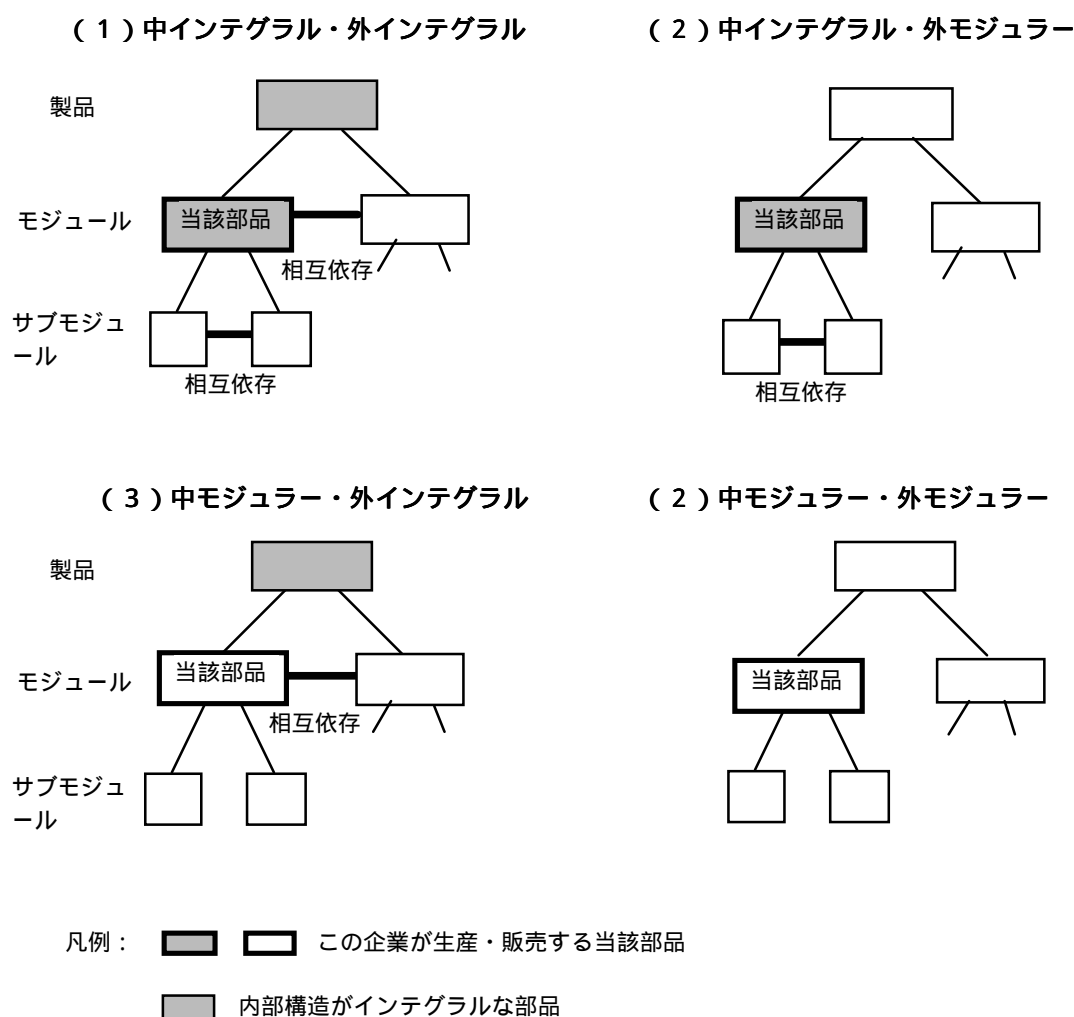 （1）中インテグラル・外インテグラル
（2）中インテグラル・外モジュラー
製品
モジュール
当該部品
当該部品
相互依存
サブモジュ
ール
相互依存
相互依存
（3）中モジュラー・外インテグラル
（2）中モジュラー・外モジュラー
製品
モジュール
当該部品
当該部品
相互依存
サブモジュ
ール
凡例：
この企業が生産・販売する当該部品
内部構造がインテグラルな部品